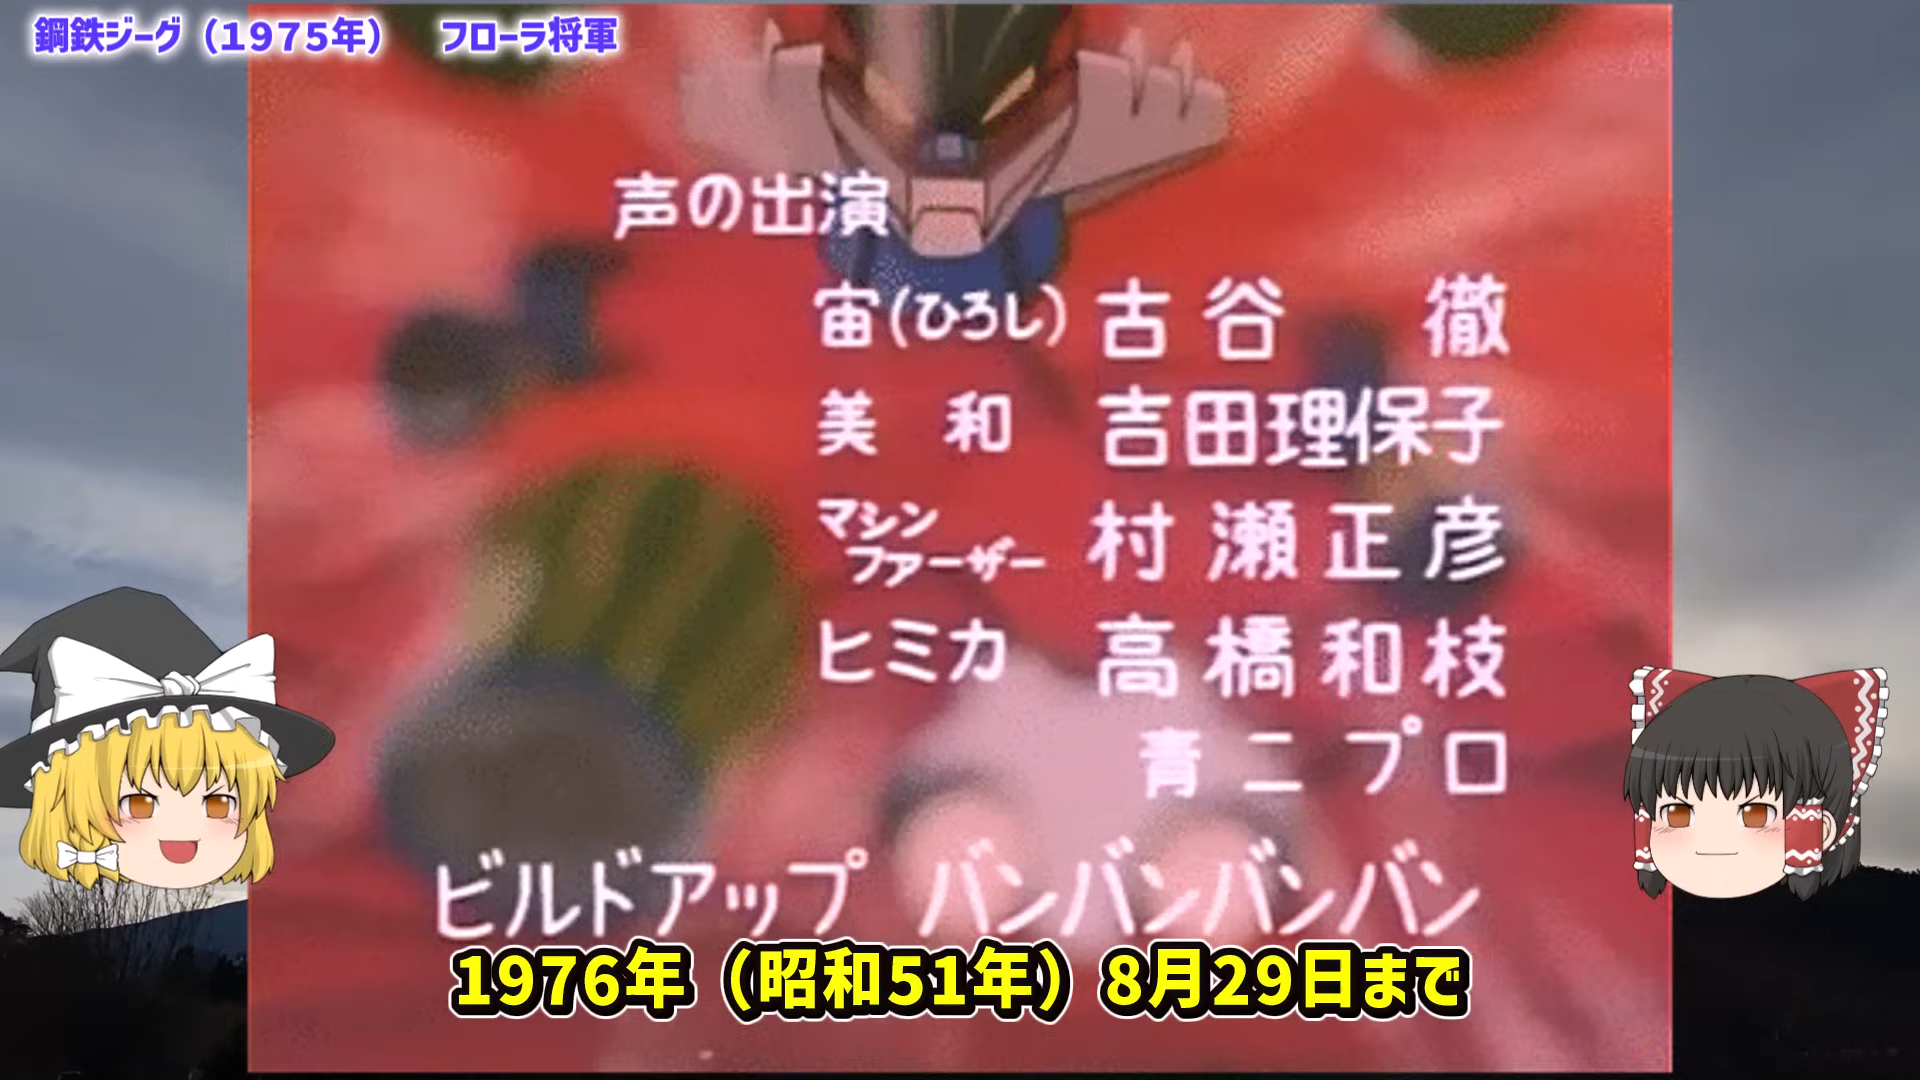 鋼鉄ジーグ（1975年）　フローラ将軍
声の出演
宙(ひろし) 古谷　徹
美　和 吉田理保子
マシンファーザー 村瀬正彦
ヒミカ 高橋和枝
青二プロ
ビルドアップ バンバンバンバン
1976年（昭和51年）8月29日まで